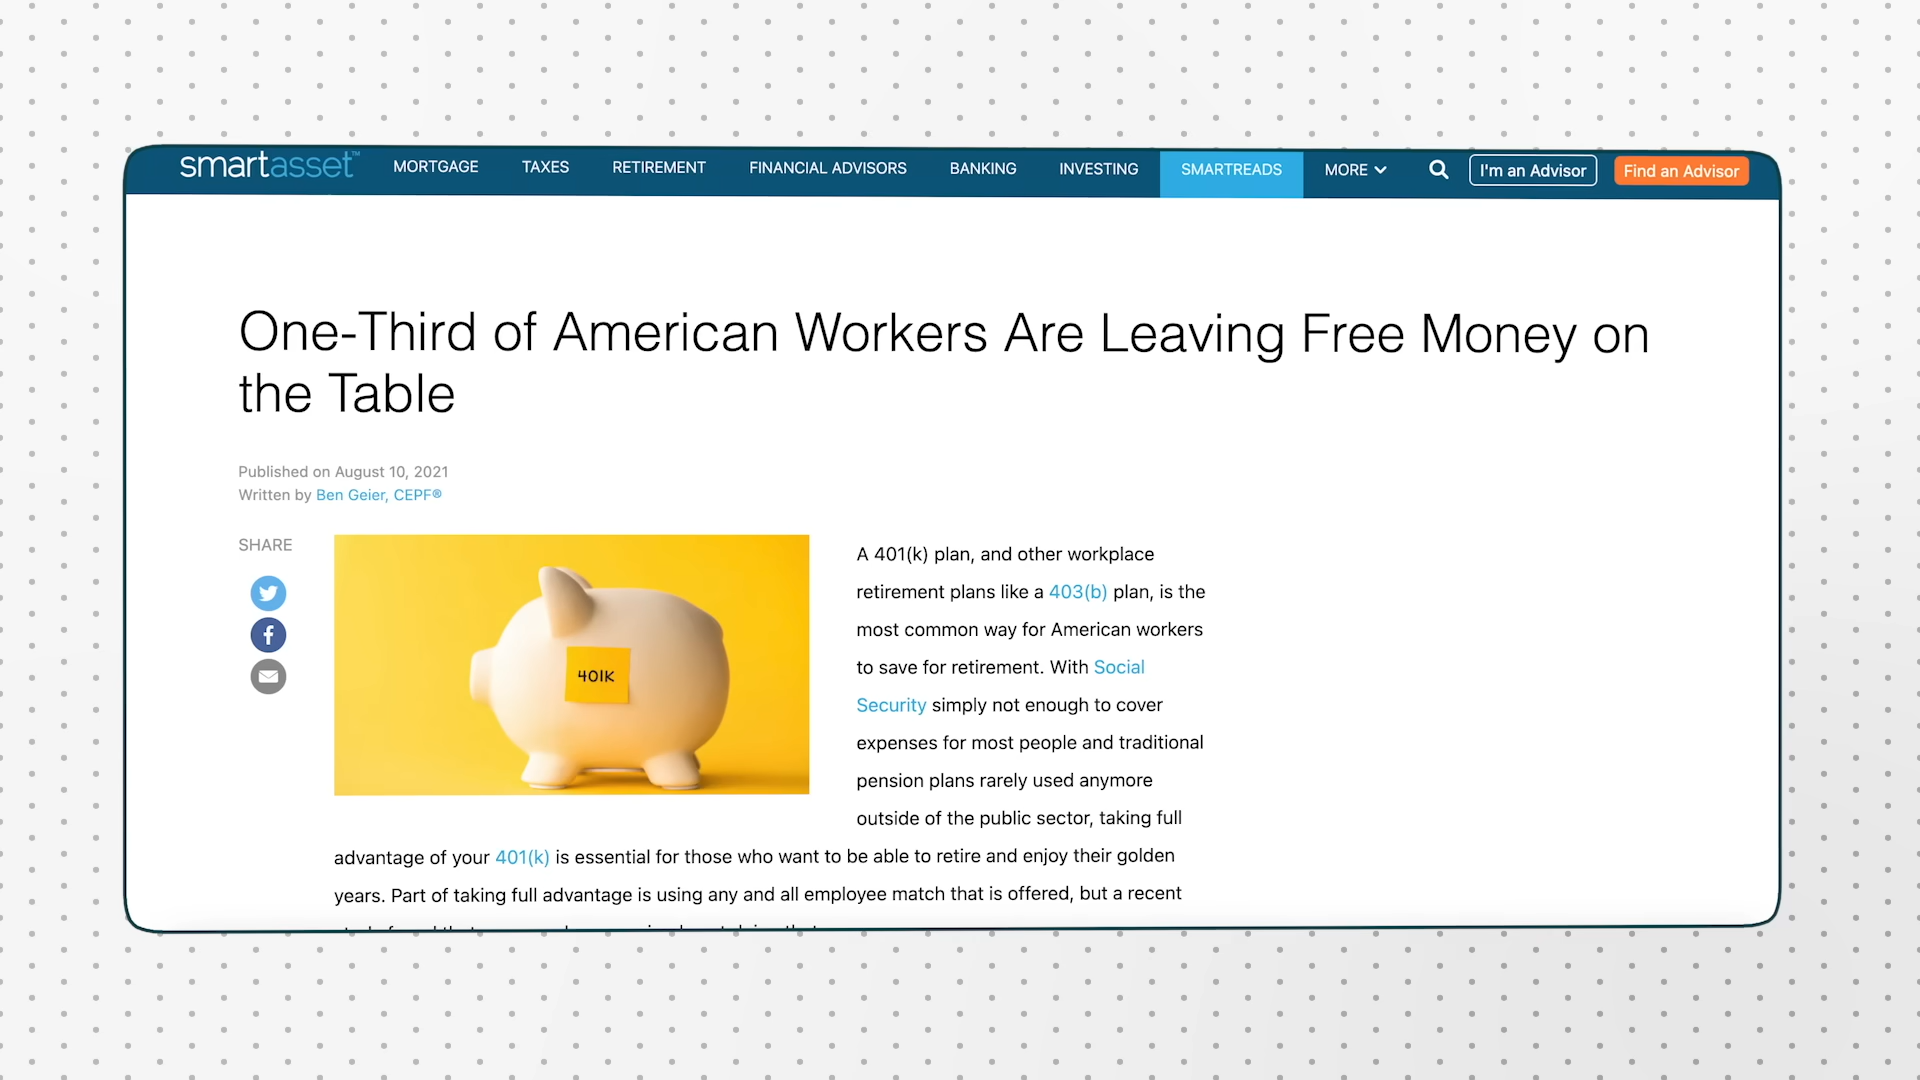 smartasset™ MORTGAGE TAXES RETIREMENT FINANCIAL ADVISORS BANKING INVESTING SMARTREADS MORE I'm an Advisor Find an Advisor
One-Third of American Workers Are Leaving Free Money on
the Table
Published on August 10, 2021
Written by Ben Geier, CEPF®
SHARE
401K
A 401(k) plan, and other workplace
retirement plans like a 403(b) plan, is the
most common way for American workers
to save for retirement. With Social
Security simply not enough to cover
expenses for most people and traditional
pension plans rarely used anymore
outside of the public sector, taking full
advantage of your 401(k) is essential for those who want to be able to retire and enjoy their golden
years. Part of taking full advantage is using any and all employee match that is offered, but a recent